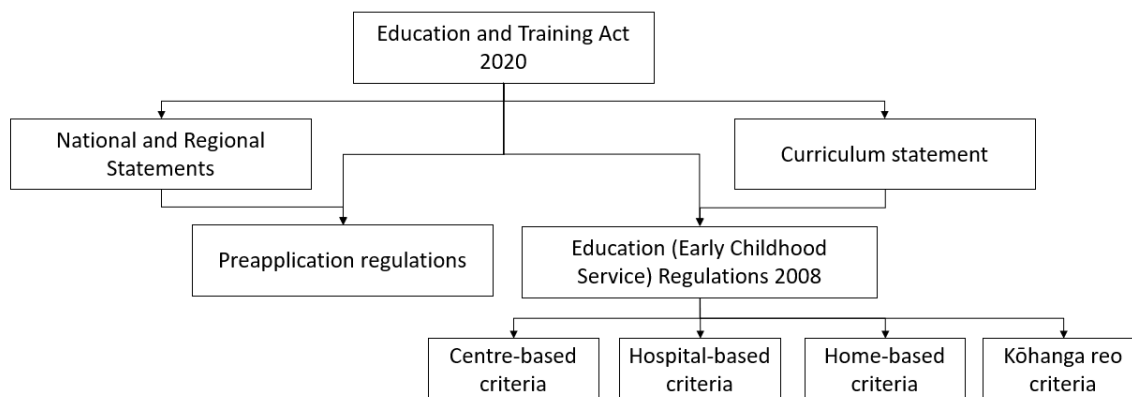 Education and Training Act
2020
National and Regional
Statements
Curriculum statement
Preapplication regulations
Education (Early Childhood
Service) Regulations 2008
Centre-based
criteria
Hospital-based
criteria
Home-based
criteria
Kōhanga reo
criteria